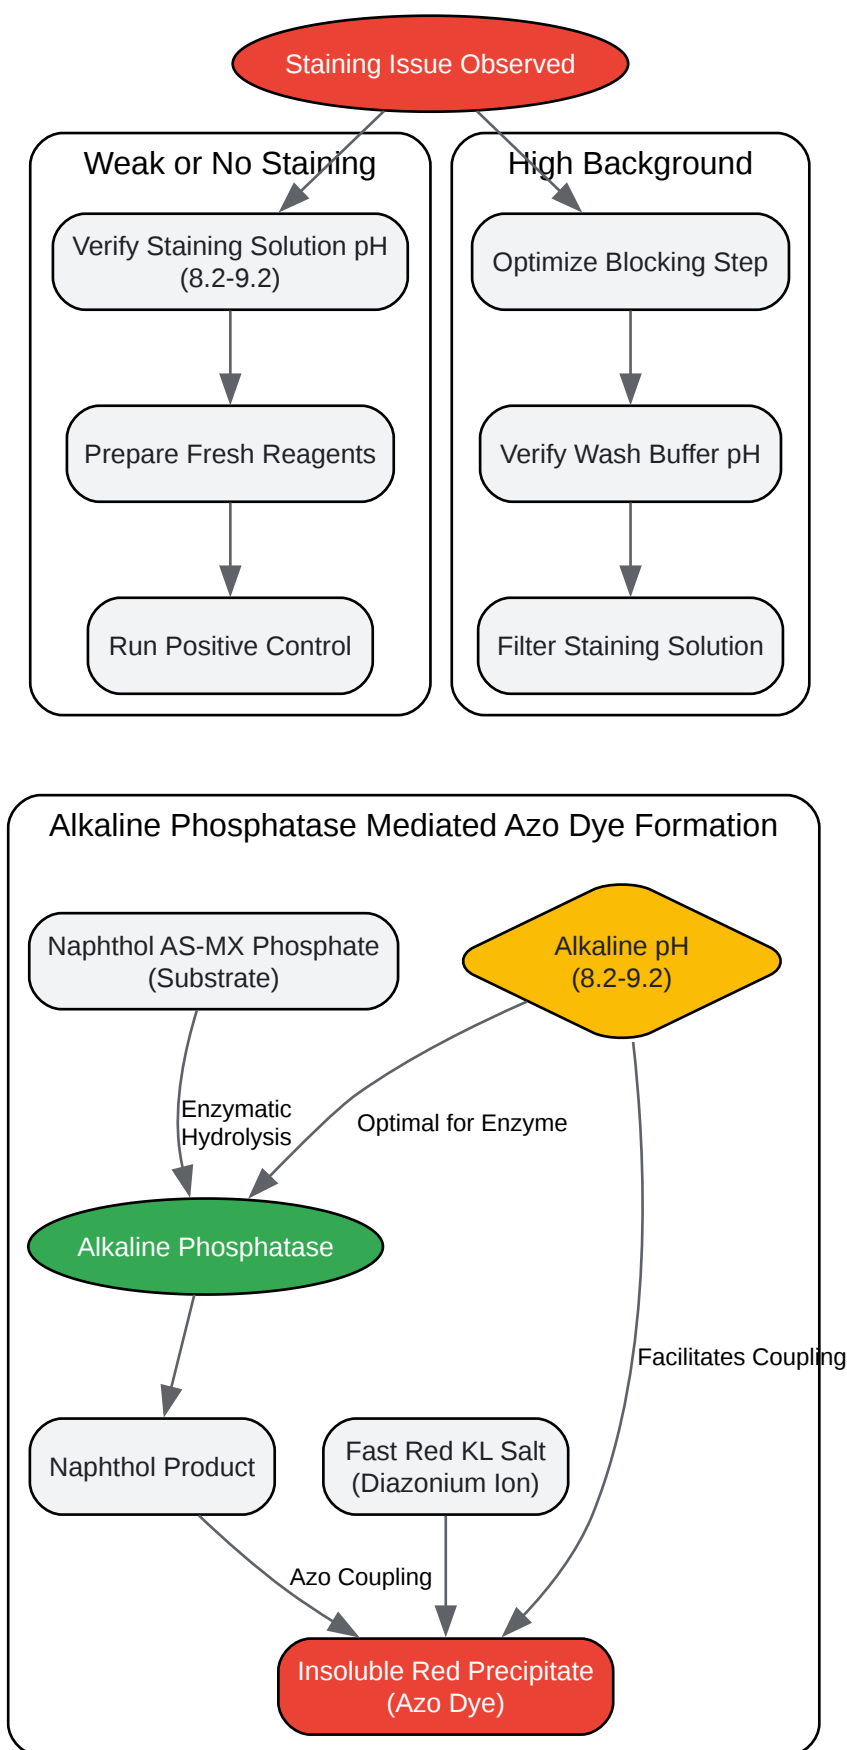 Staining Issue Observed
Weak or No Staining
Verify Staining Solution pH
(8.2-9.2)
Prepare Fresh Reagents
Run Positive Control
High Background
Optimize Blocking Step
Verify Wash Buffer pH
Filter Staining Solution
Alkaline Phosphatase Mediated Azo Dye Formation
Naphthol AS-MX Phosphate
(Substrate)
Alkaline pH
(8.2-9.2)
Enzymatic
Hydrolysis
Optimal for Enzyme
Alkaline Phosphatase
Facilitates Coupling
Naphthol Product
Fast Red KL Salt
(Diazonium Ion)
Azo Coupling
Insoluble Red Precipitate
(Azo Dye)